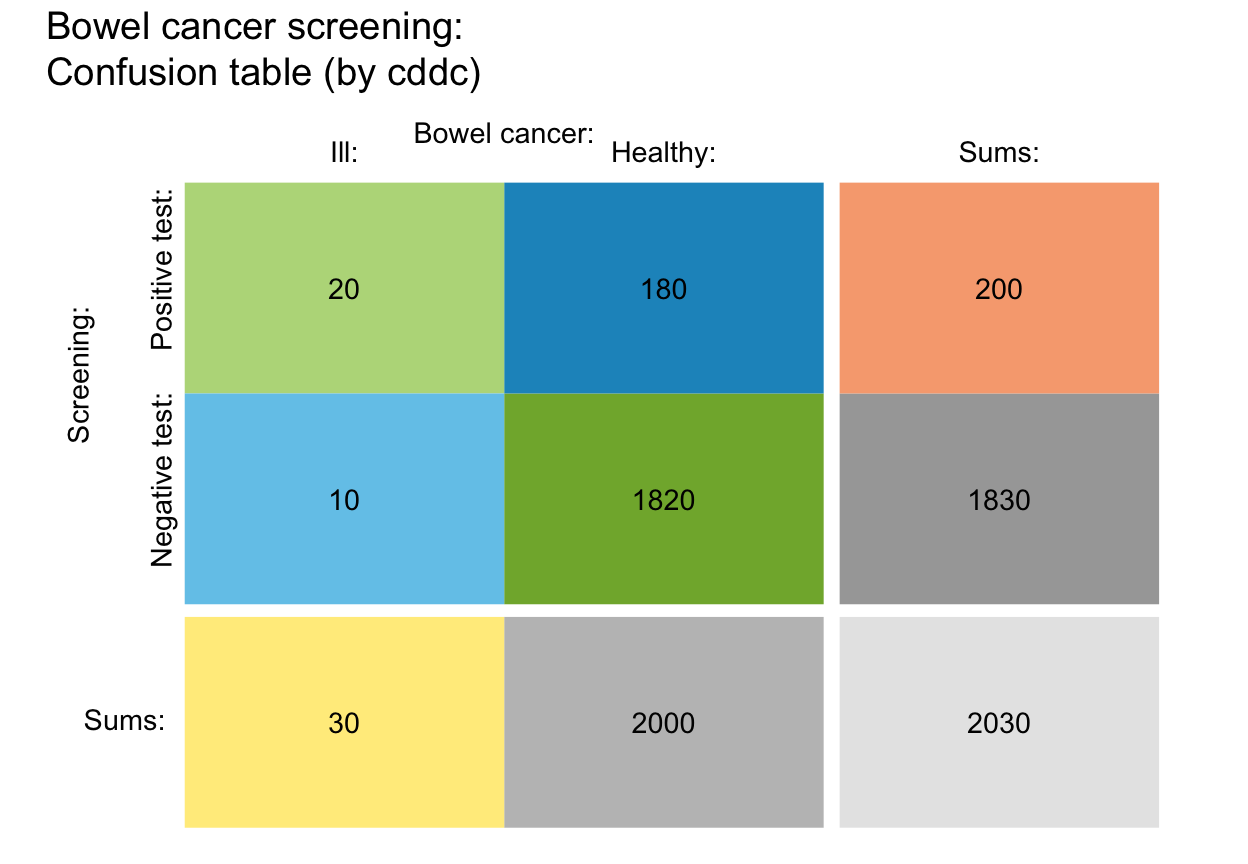 Bowel cancer screening:
Confusion table (by cddc)
Bowel cancer:
Ill:
Healthy:
Sums:
Screening:
Positive test:
20
180
200
Negative test:
10
1820
1830
Sums:
30
2000
2030